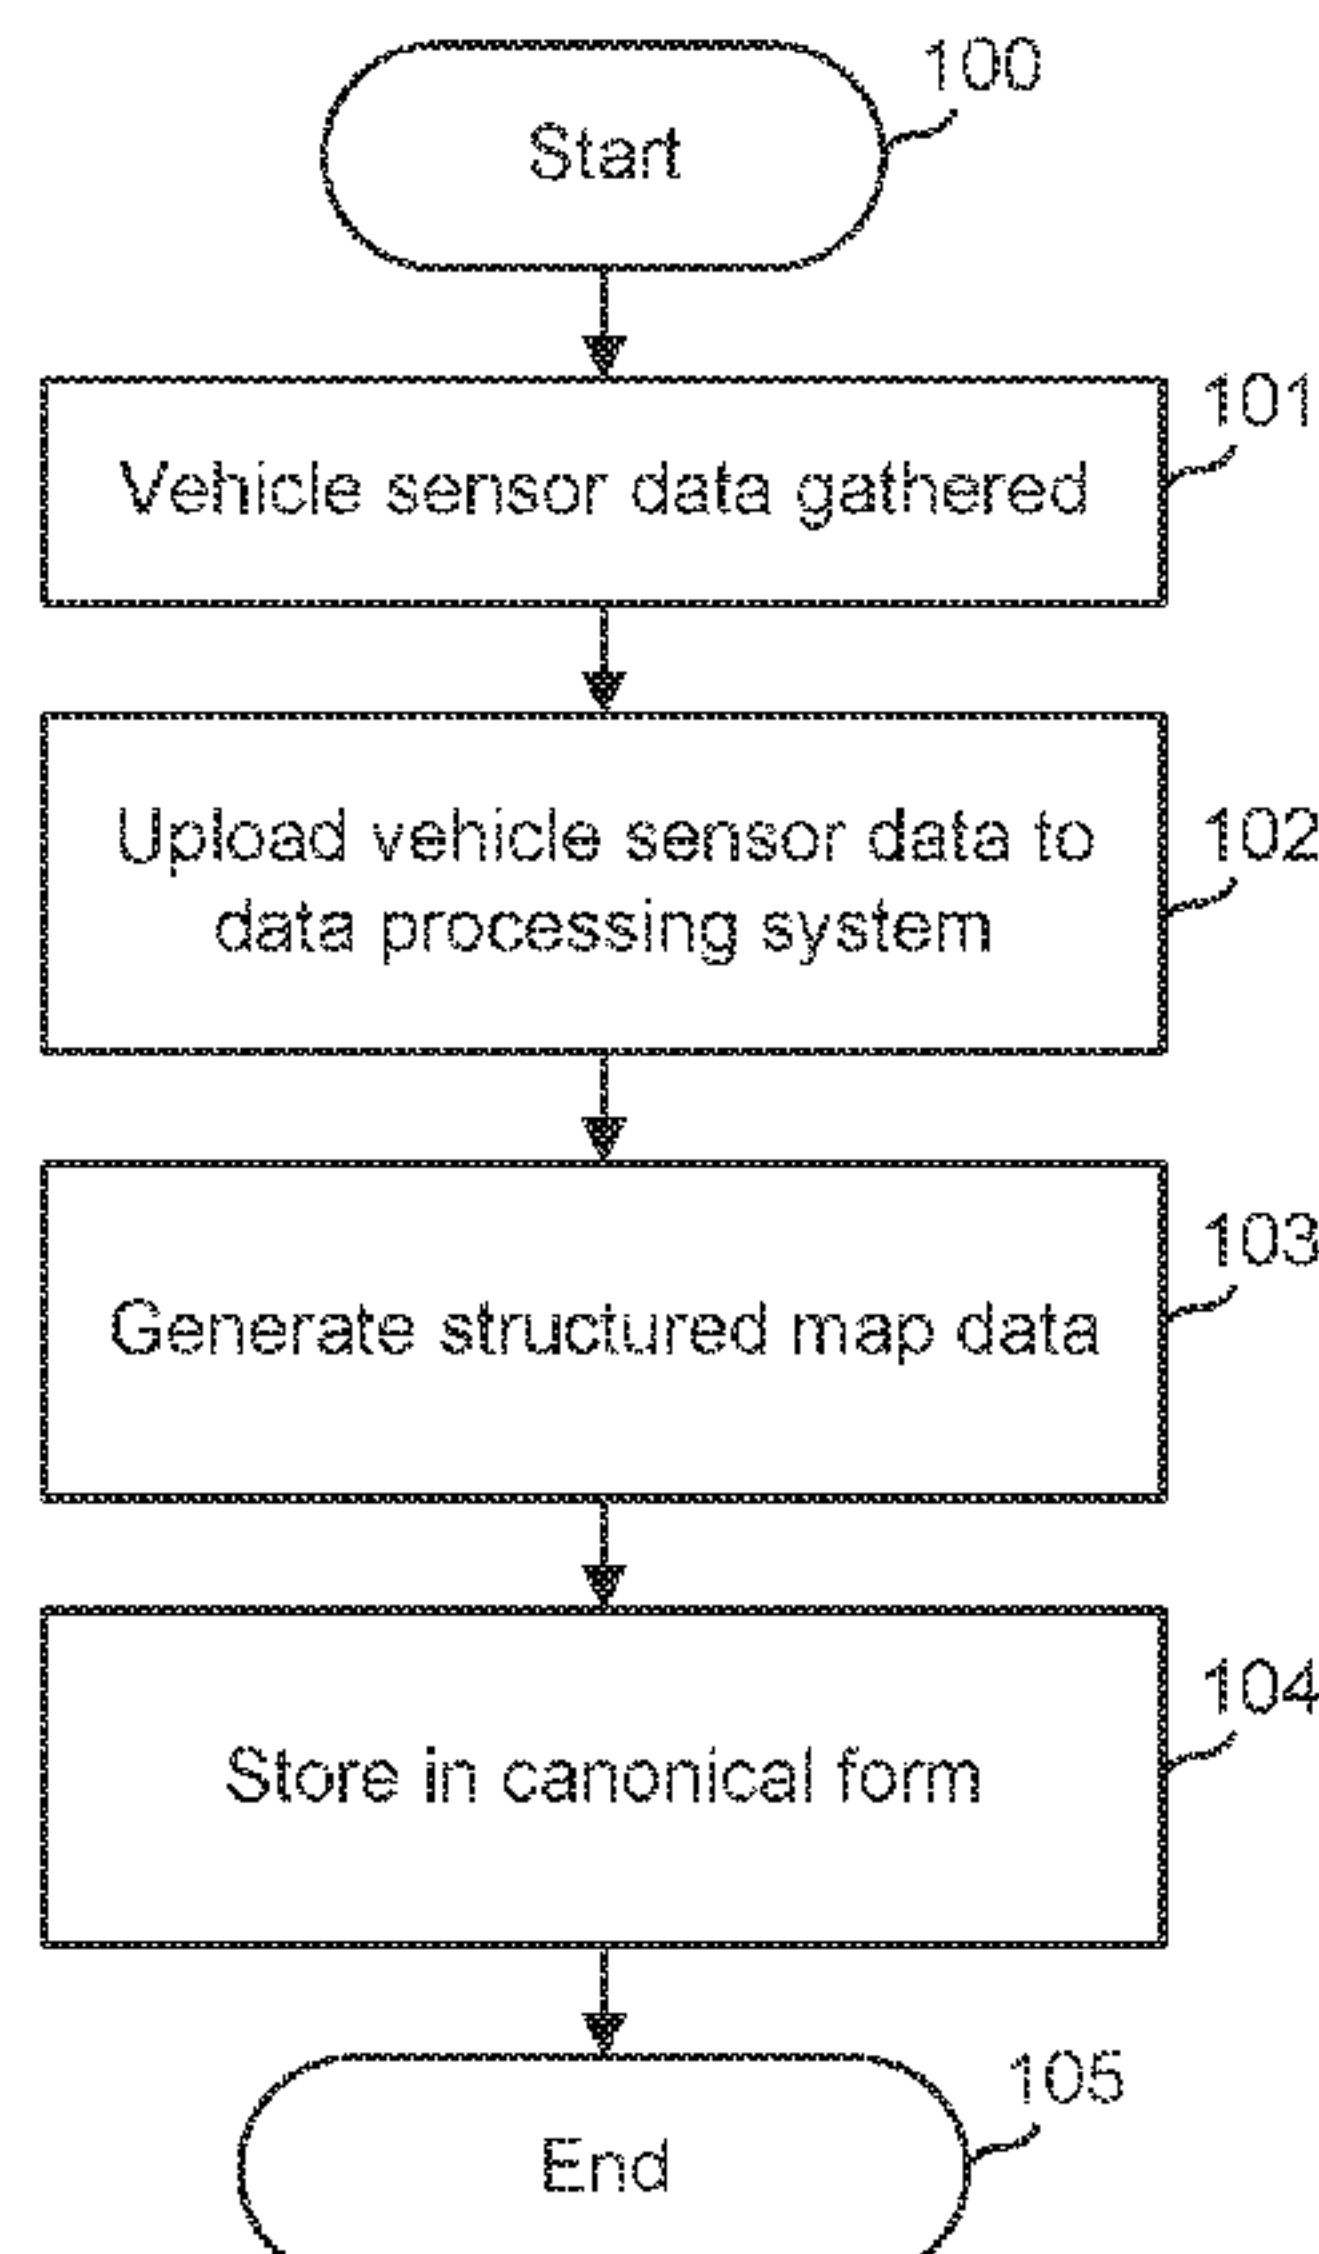 100
Start
101
Vehicle sensor data gathered
102
Upload vehicle sensor data to
data processing system
103
Generate structured map data
104
Store in canonical form
105
End